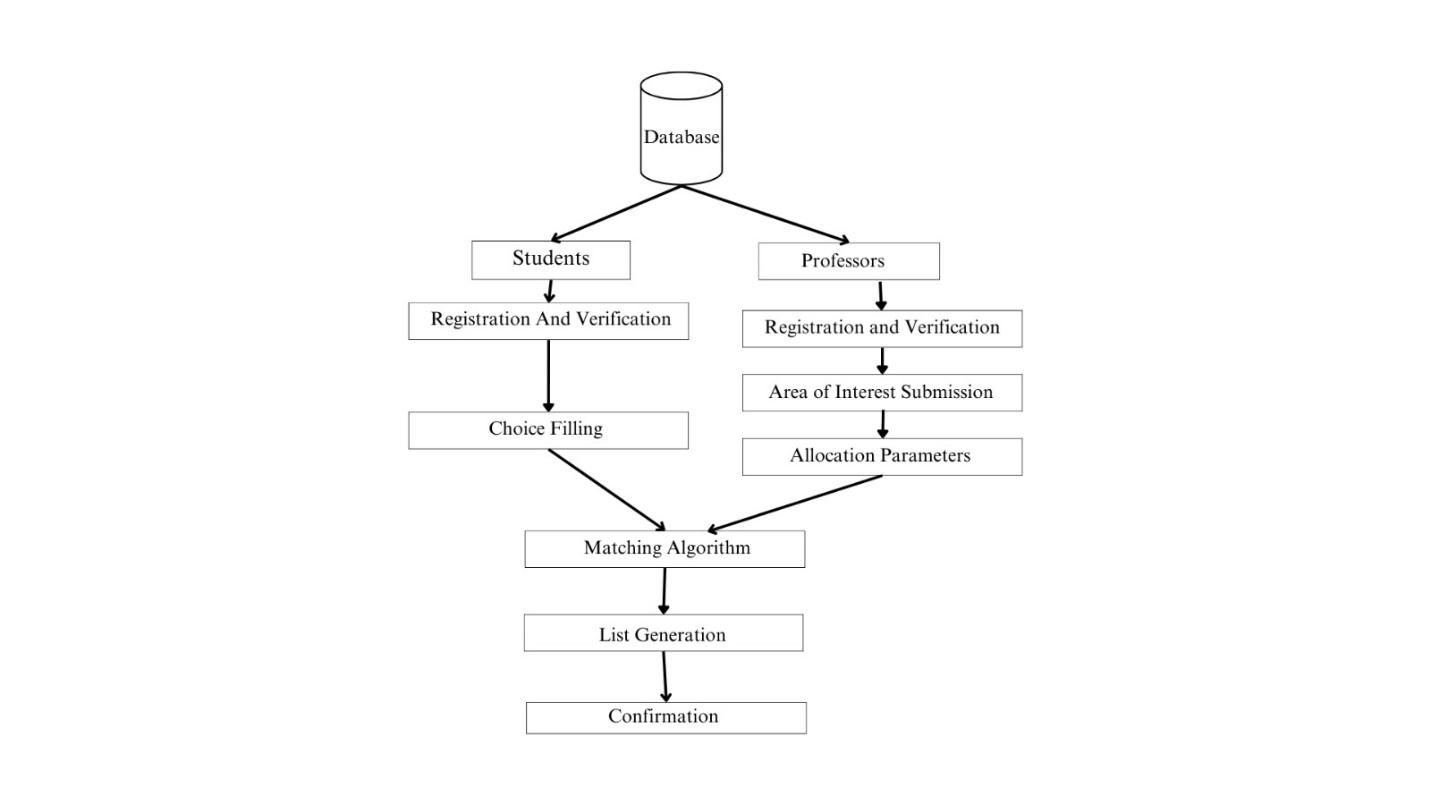 Database
Students
Professors
Registration And Verification
Registration and Verification
Area of Interest Submission
Choice Filling
Allocation Parameters
Matching Algorithm
List Generation
Confirmation